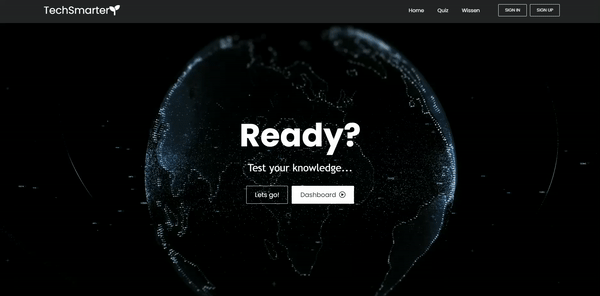 TechSmarter
Home Quiz Wissen SIGN IN SIGN UP
Ready?
Test your knowledge...
Lets go! Dashboard